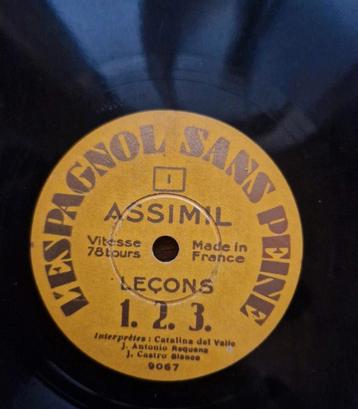 L'ESPAGNOL SANS PEINE
1
ASSIMIL
Vitesse 78 tours
Made in France
LEÇONS
1. 2. 3.
Interprètes : Catalina del Valle
J. Antonio Requena
J. Castro Blanco
9067